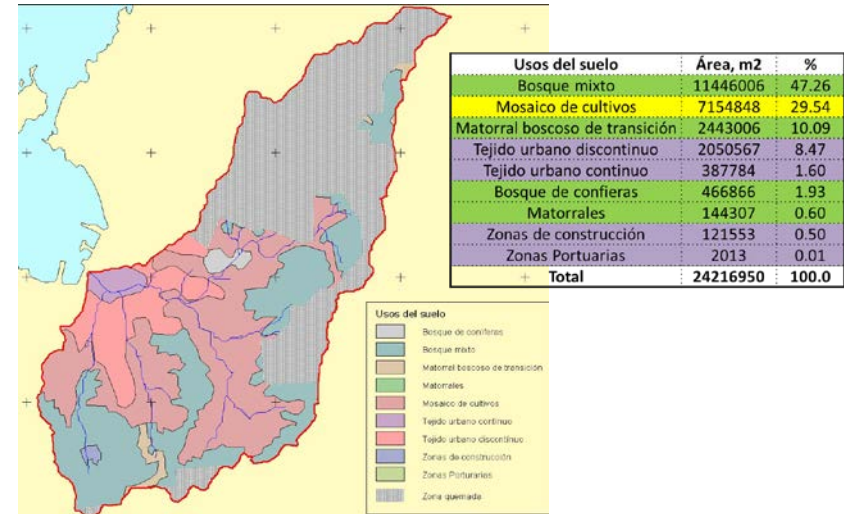 Usos del suelo Área, m2 %
Bosque mixto 11446006 47.26
Mosaico de cultivos 7154848 29.54
Matorral boscoso de transición 2443006 10.09
Tejido urbano discontinuo 2050567 8.47
Tejido urbano continuo 387784 1.60
Bosque de confieras 466866 1.93
Matorrales 144307 0.60
Zonas de construcción 121553 0.50
Zonas Portuarias 2013 0.01
Total 24216950 100.0
Usos del suelo
Bosque de coniferas
Bosque mixto
Matorral boscoso de transición
Matorrales
Mosaico de cultivos
Tejido urbano continuo
Tejido urbano discontinuo
Zonas de construcción
Zonas Porturarias
Zona quemada